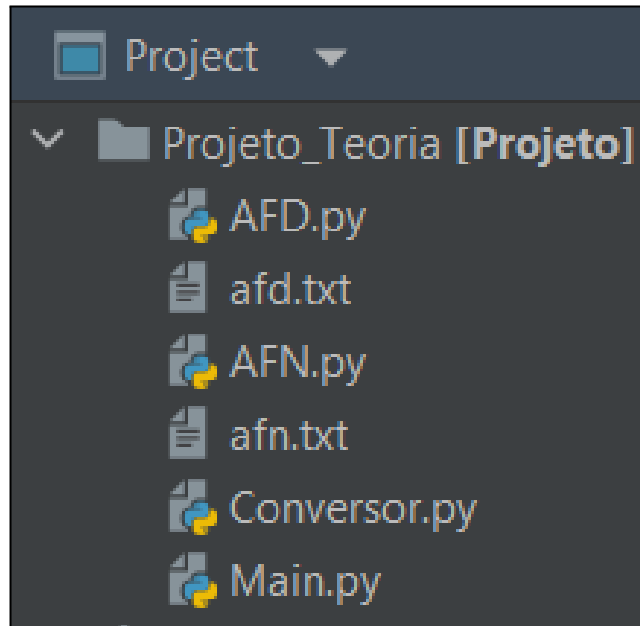 Project
Projeto_Teoria [Projeto]
AFD.py
afd.txt
AFN.py
afn.txt
Conversor.py
Main.py